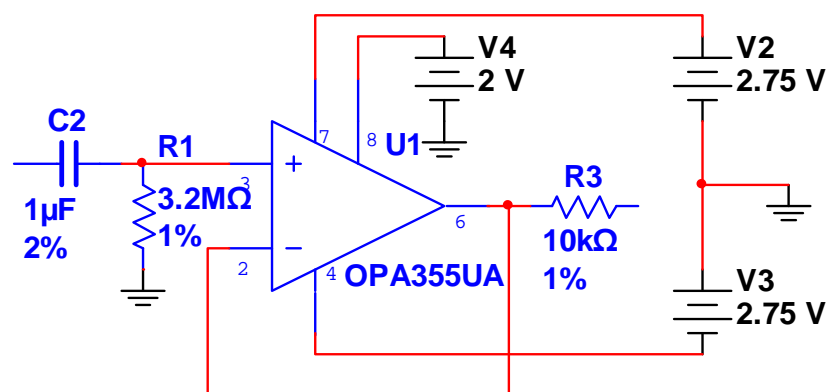 V4
2 V
V2
2.75 V
C2
1µF
2%
R1
3.2MΩ
1%
3
2
7
8
4
6
U1
OPA355UA
R3
10kΩ
1%
V3
2.75 V